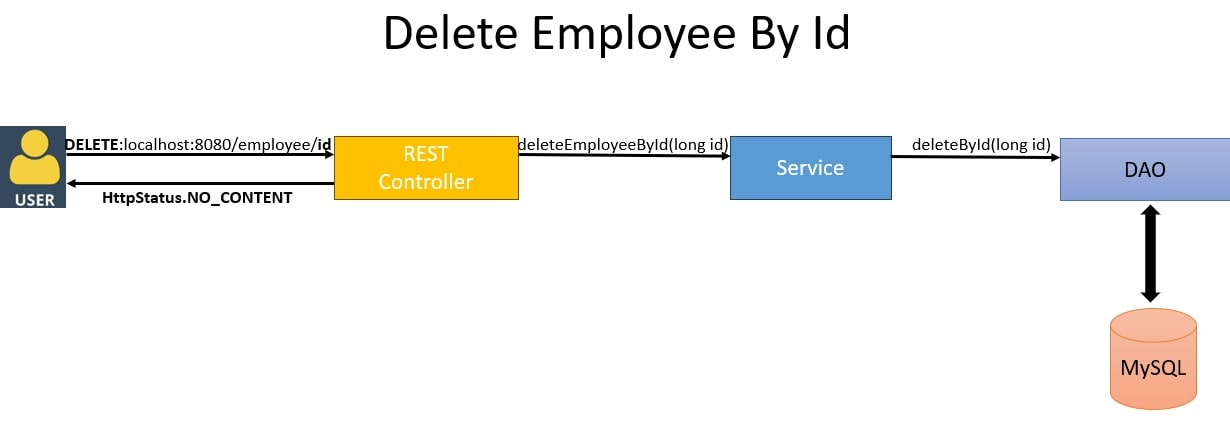 Delete Employee By Id
DELETE:localhost:8080/employee/id
deleteEmployeeById(long id)
deleteById(long id)
REST
Controller
Service
DAO
USER
HttpStatus.NO_CONTENT
MySQL